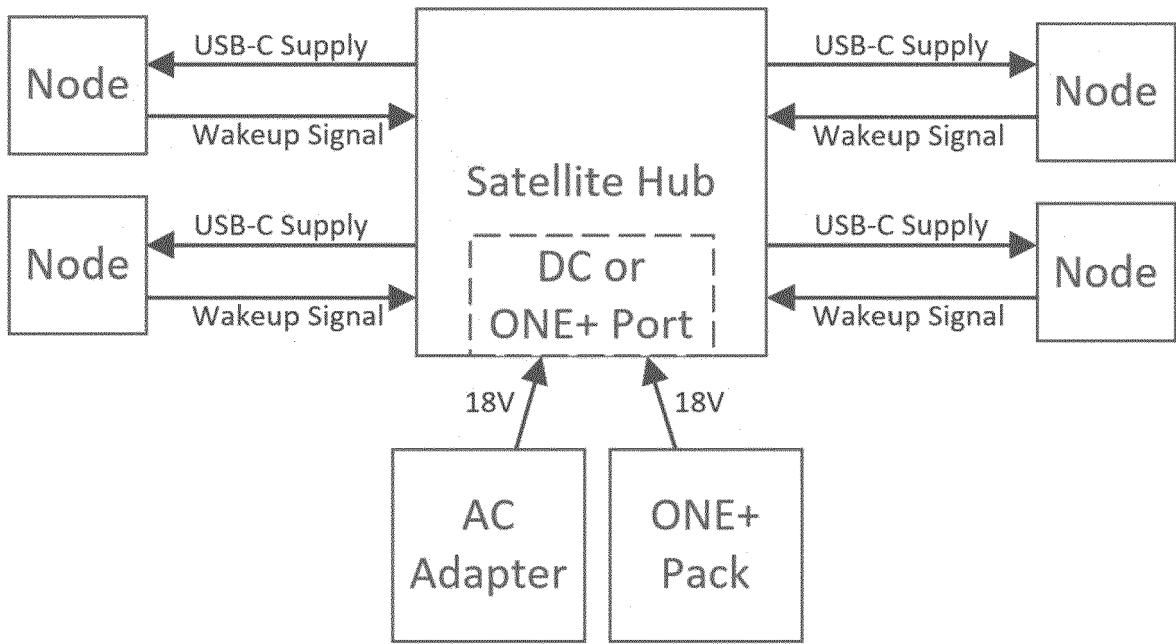 USB-C Supply
Node
Wakeup Signal
USB-C Supply
Node
Wakeup Signal
Satellite Hub
DC or
ONE+ Port
USB-C Supply
Node
Wakeup Signal
USB-C Supply
Node
Wakeup Signal
18V
18V
AC
Adapter
ONE+
Pack